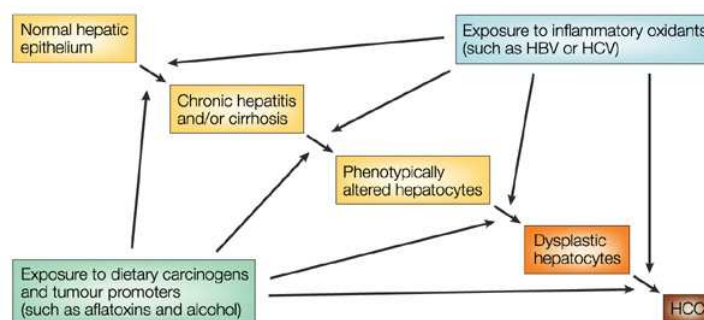 Normal hepatic
epithelium
Exposure to inflammatory oxidants
(such as HBV or HCV)
Chronic hepatitis
and/or cirrhosis
Phenotypically
altered hepatocytes
Dysplastic
hepatocytes
Exposure to dietary carcinogens
and tumour promoters
(such as aflatoxins and alcohol)
HCC